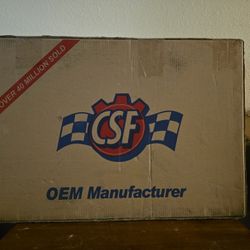 OVER 40 MILLION SOLD
CSF
OEM Manufacturer